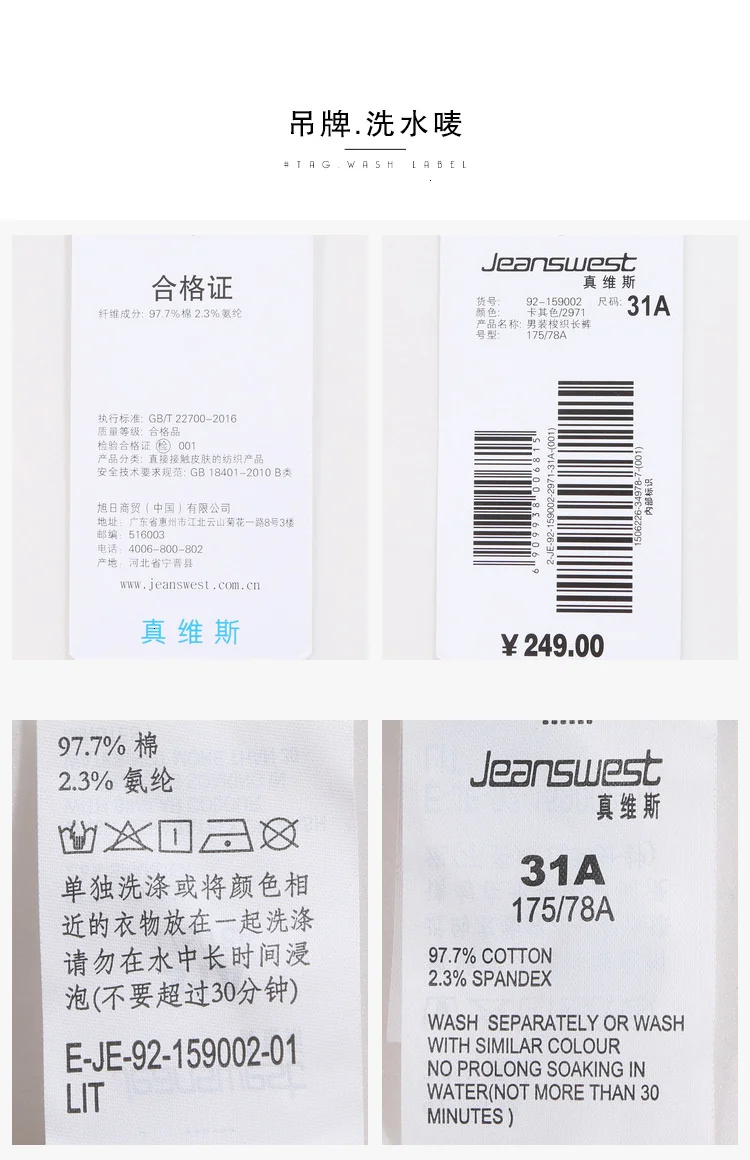 吊牌.洗水唛
#TAG.WASH LABEL
合格证
纤维成分: 97.7%棉 2.3%氨纶
执行标准: GB/T 22700-2016
质量等级: 合格品
检验合格证 检 001
产品分类: 直接接触皮肤的纺织产品
安全技术要求规范: GB 18401-2010 B类
旭日商贸(中国)有限公司
地址: 广东省惠州市江北云山菊花一路8号3楼
邮编: 516003
电话: 4006-800-802
产地: 河北省宁晋县
www.jeanswest.com.cn
真维斯
Jeanswest
真维斯
货号: 92-159002 尺码: 31A
颜色: 卡其色/2971
产品名称: 男装梭织长裤
号型: 175/78A
6909938006815
2-JE-92-159002-2971-31A-(001)
1506226-34978-7-(001)
内部标识
¥249.00
97.7% 棉
2.3% 氨纶
单独洗涤或将颜色相
近的衣物放在一起洗涤
请勿在水中长时间浸
泡(不要超过30分钟)
E-JE-92-159002-01
LIT
Jeanswest
真维斯
31A
175/78A
97.7% COTTON
2.3% SPANDEX
WASH SEPARATELY OR WASH
WITH SIMILAR COLOUR
NO PROLONG SOAKING IN
WATER(NOT MORE THAN 30
MINUTES )